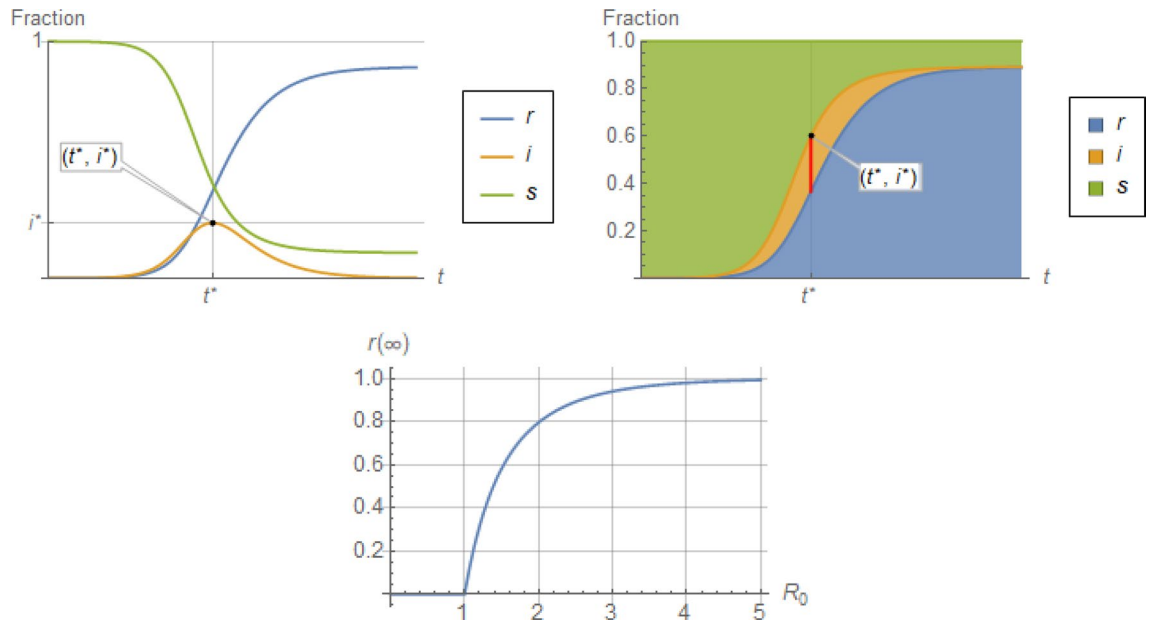 Fraction
1
(t*, i*)
i*
t*
t
r
i
s
Fraction
1.0
0.8
0.6
0.4
0.2
(t*, i*)
t*
t
r
i
s
r(∞)
1.0
0.8
0.6
0.4
0.2
1 2 3 4 5
R₀